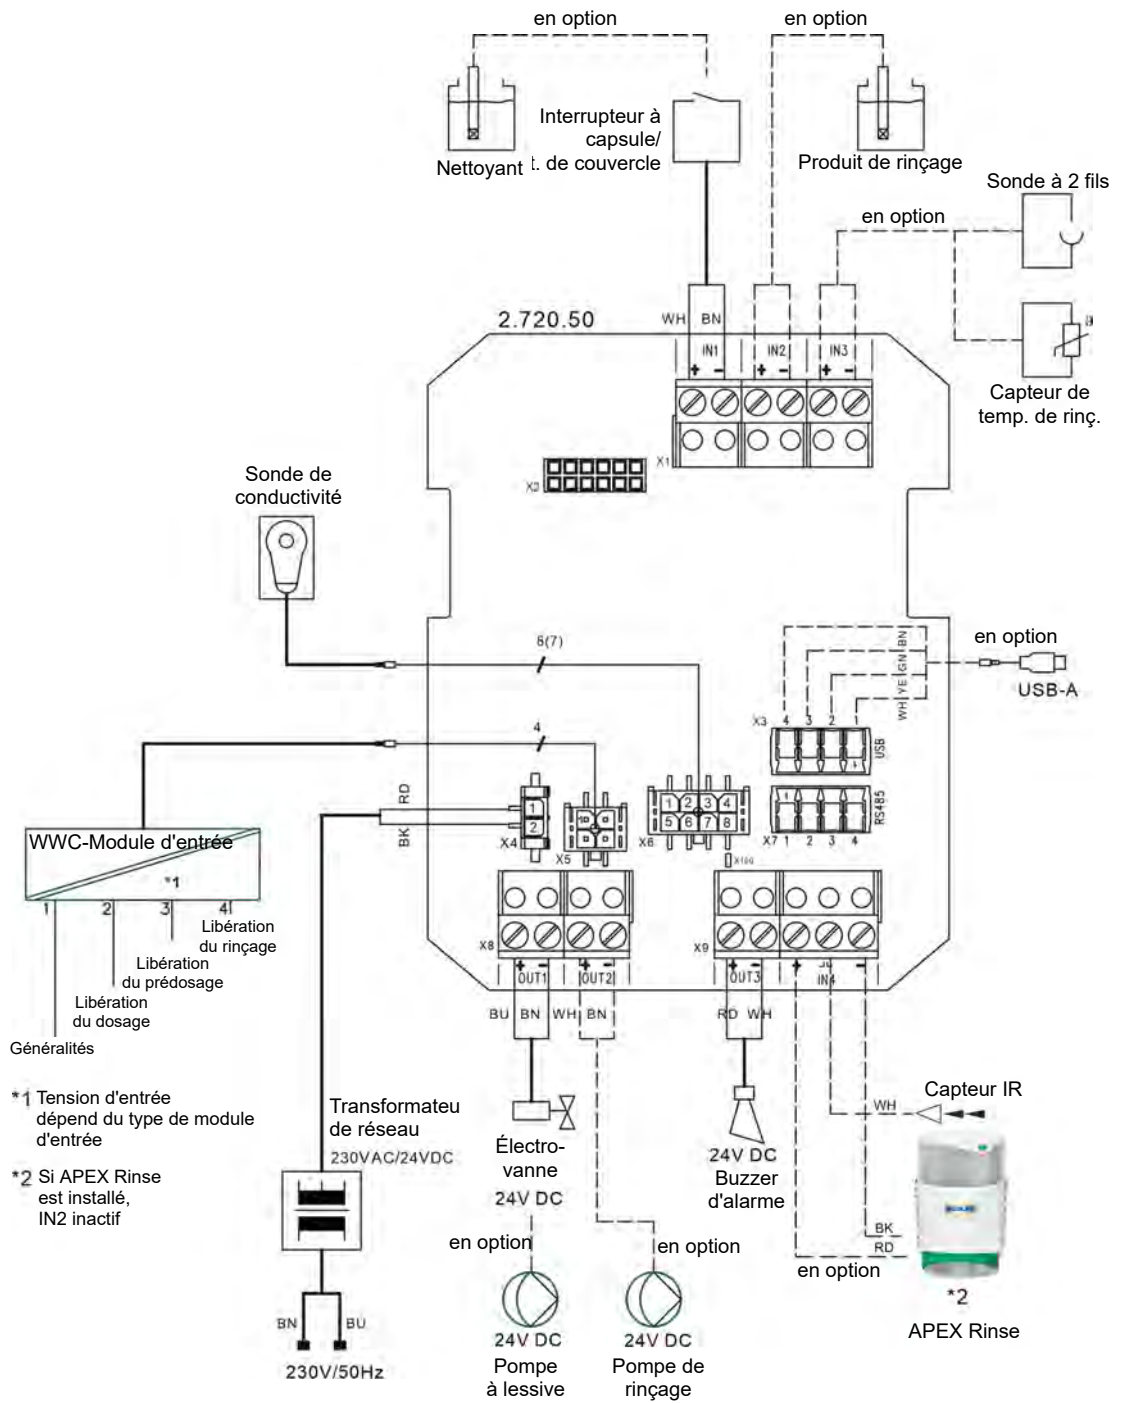 en option
en option
Interrupteur à
capsule/
t. de couvercle
Nettoyant
Produit de rinçage
Sonde à 2 fils
en option
2.720.50
WH
BN
IN1
IN2
IN3
+ -
+ -
+ -
Capteur de
temp. de rinç.
X1
X2
Sonde de
conductivité
6(7)
en option
USB-A
WH YE GN BN
X3
4 3 2 1
USB
4
RD
BK
WWC-Module d'entrée
*1
1 2 3 4
Libération
du rinçage
Libération
du prédosage
Libération
du dosage
Généralités
1
2
X4
1
X5
1 2 3 4
5 6 7 8
X6
1
RS485
X7 1 2 3 4
X100
X8
X9
+ -
OUT1
+ -
OUT2
+ -
OUT3
+ -
IN4
BU BN WH BN
RD WH
*1 Tension d'entrée
dépend du type de module
d'entrée
*2 Si APEX Rinse
est installé,
IN2 inactif
Transformateu
de réseau
230VAC/24VDC
BN
BU
230V/50Hz
Électro-
vanne
24V DC
en option
24V DC
Pompe
à lessive
en option
24V DC
Pompe de
rinçage
24V DC
Buzzer
d'alarme
Capteur IR
WH
BK
RD
en option
*2
APEX Rinse